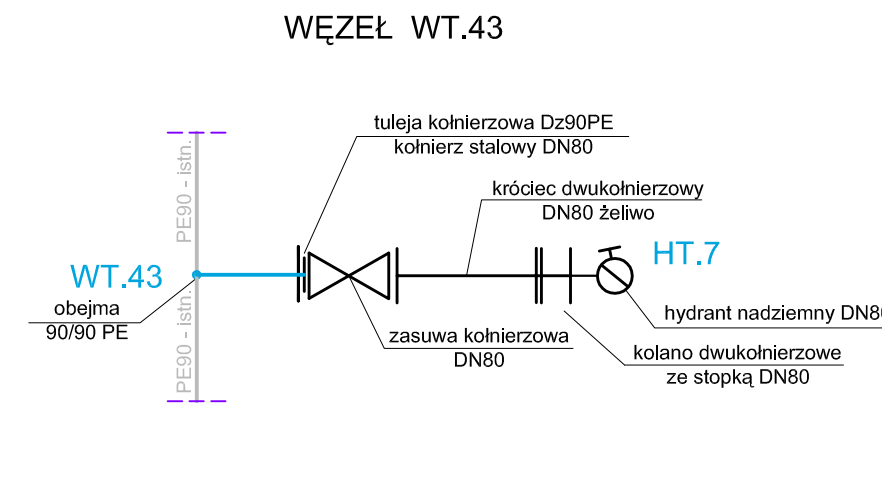 WĘZEŁ WT.43
tuleja kołnierzowa Dz90PE
kołnierz stalowy DN80
PE90 - istn.
króciec dwukołnierzowy
DN80 żeliwo
WT.43
HT.7
obejma
90/90 PE
PE90 - istn.
hydrant nadziemny DN80
zasuwa kołnierzowa
DN80
kolano dwukołnierzowe
ze stopką DN80